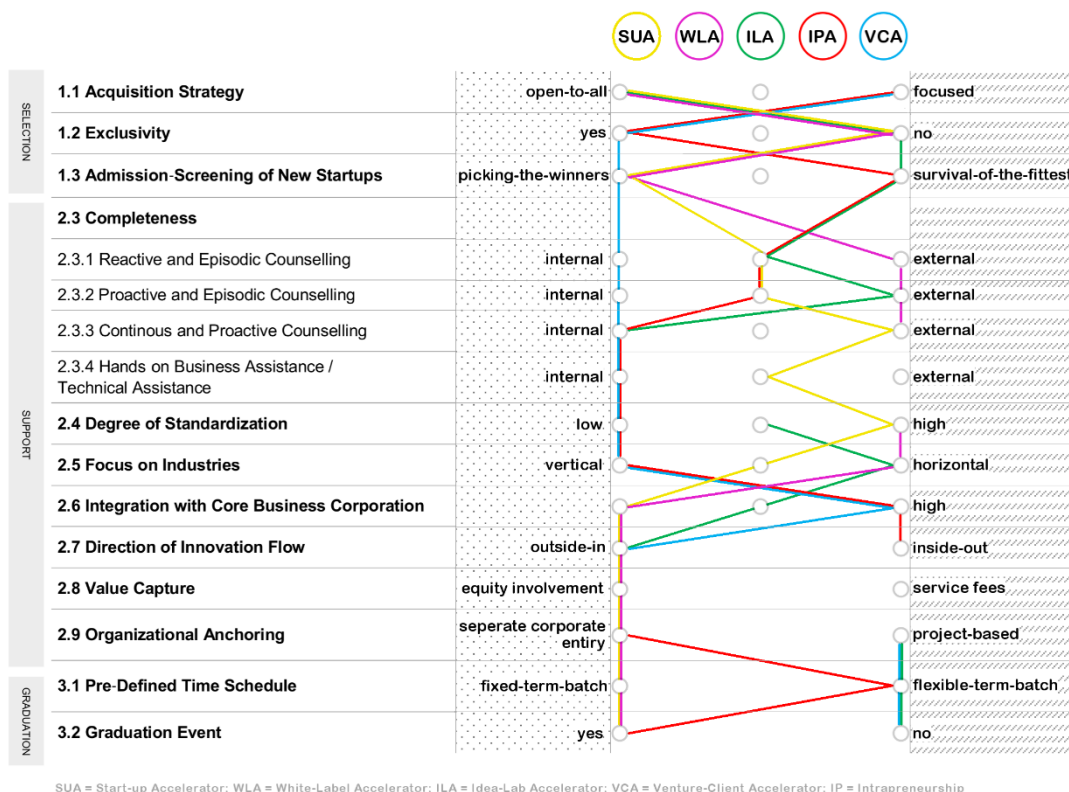 SUA WLA ILA IPA VCA
SELECTION
1.1 Acquisition Strategy open-to-all focused
1.2 Exclusivity yes no
1.3 Admission-Screening of New Startups picking-the-winners survival-of-the-fittest
SUPPORT
2.3 Completeness
2.3.1 Reactive and Episodic Counselling internal external
2.3.2 Proactive and Episodic Counselling internal external
2.3.3 Continous and Proactive Counselling internal external
2.3.4 Hands on Business Assistance /
Technical Assistance internal external
2.4 Degree of Standardization low high
2.5 Focus on Industries vertical horizontal
2.6 Integration with Core Business Corporation high
2.7 Direction of Innovation Flow outside-in inside-out
2.8 Value Capture equity involvement service fees
2.9 Organizational Anchoring seperate corporate
entiry project-based
GRADUATION
3.1 Pre-Defined Time Schedule fixed-term-batch flexible-term-batch
3.2 Graduation Event yes no
SUA = Start-up Accelerator; WLA = White-Label Accelerator; ILA = Idea-Lab Accelerator; VCA = Venture-Client Accelerator; IP = Intrapreneurship